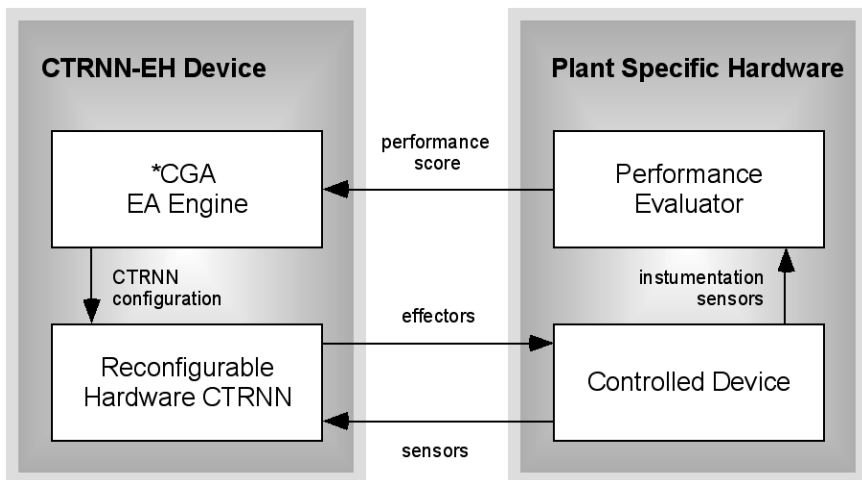 CTRNN-EH Device
Plant Specific Hardware
*CGA
EA Engine
performance
score
Performance
Evaluator
CTRNN
configuration
instumentation
sensors
effectors
Reconfigurable
Hardware CTRNN
Controlled Device
sensors